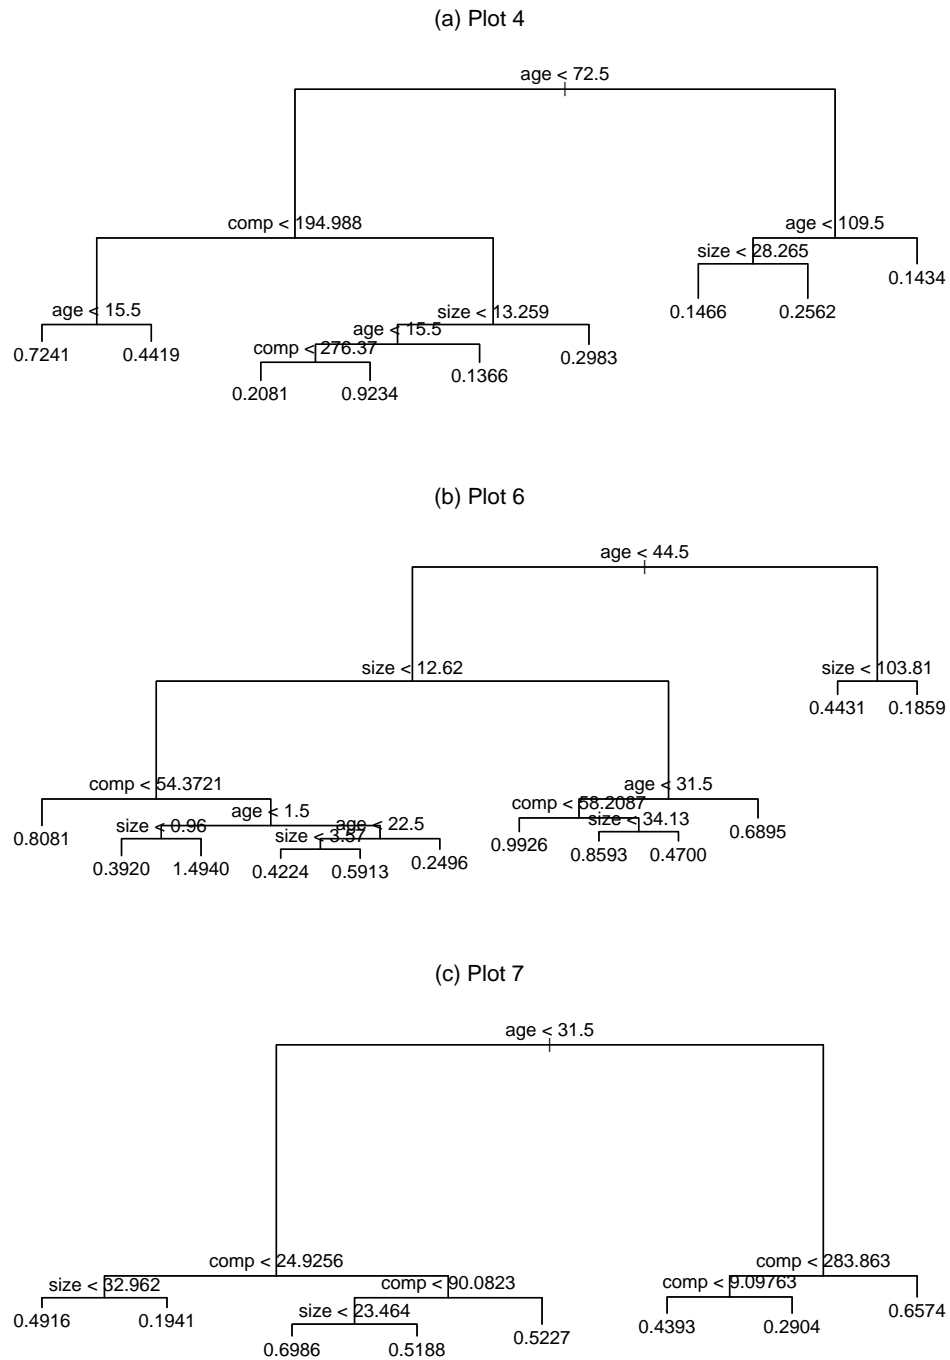 (a) Plot 4
age < 72.5
comp < 194.988
age < 109.5
size < 28.265
0.1434
age < 15.5
size < 13.259
0.1466
0.2562
age < 15.5
0.7241
0.4419
comp < 276.37
0.2983
0.1366
0.2081
0.9234
(b) Plot 6
age < 44.5
size < 12.62
size < 103.81
0.4431
0.1859
comp < 54.3721
age < 31.5
comp < 58.2087
age < 1.5
size < 0.96
age < 22.5
size < 34.13
0.8081
size < 3.57
0.9926
0.6895
0.3920
1.4940
0.4224
0.5913
0.2496
0.8593
0.4700
(c) Plot 7
age < 31.5
comp < 24.9256
comp < 283.863
size < 32.962
comp < 90.0823
comp < 9.09763
0.4916
0.1941
size < 23.464
0.6574
0.5227
0.4393
0.2904
0.6986
0.5188